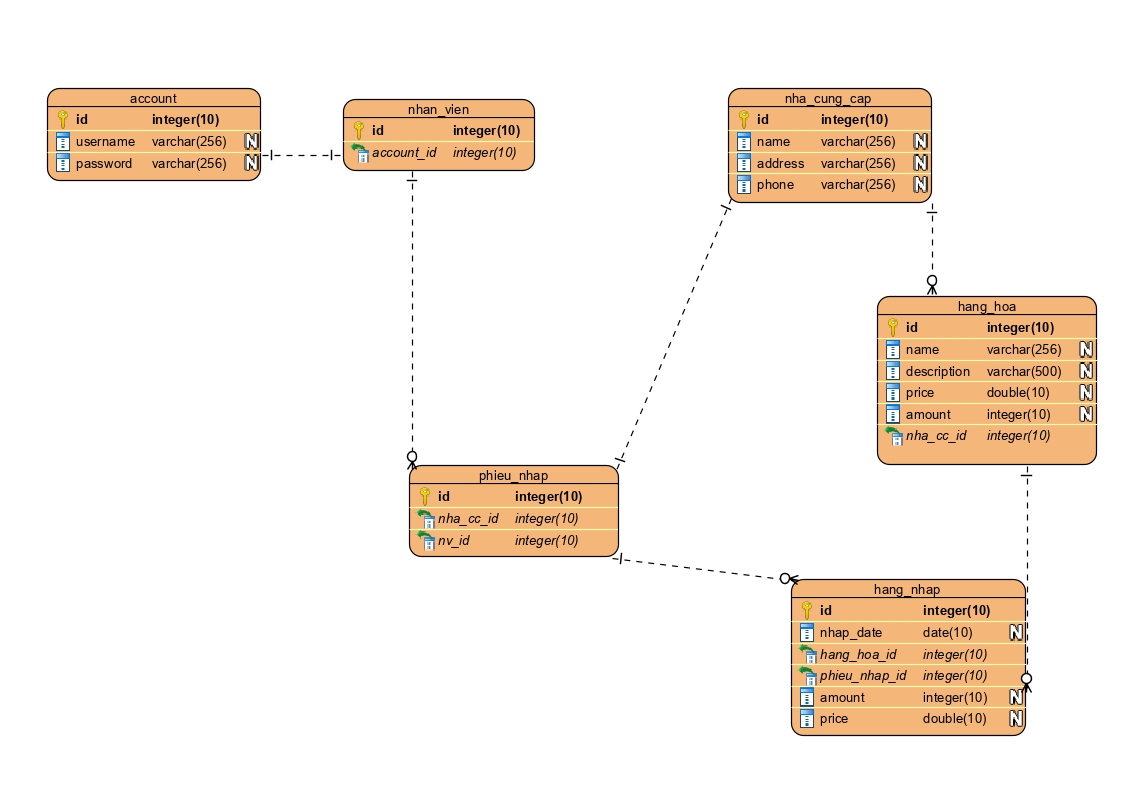 account
id integer(10)
username varchar(256) N
password varchar(256) N
nhan_vien
id integer(10)
account_id integer(10)
nha_cung_cap
id integer(10)
name varchar(256) N
address varchar(256) N
phone varchar(256) N
hang_hoa
id integer(10)
name varchar(256) N
description varchar(500) N
price double(10) N
amount integer(10) N
nha_cc_id integer(10)
phieu_nhap
id integer(10)
nha_cc_id integer(10)
nv_id integer(10)
hang_nhap
id integer(10)
nhap_date date(10) N
hang_hoa_id integer(10)
phieu_nhap_id integer(10)
amount integer(10) N
price double(10) N